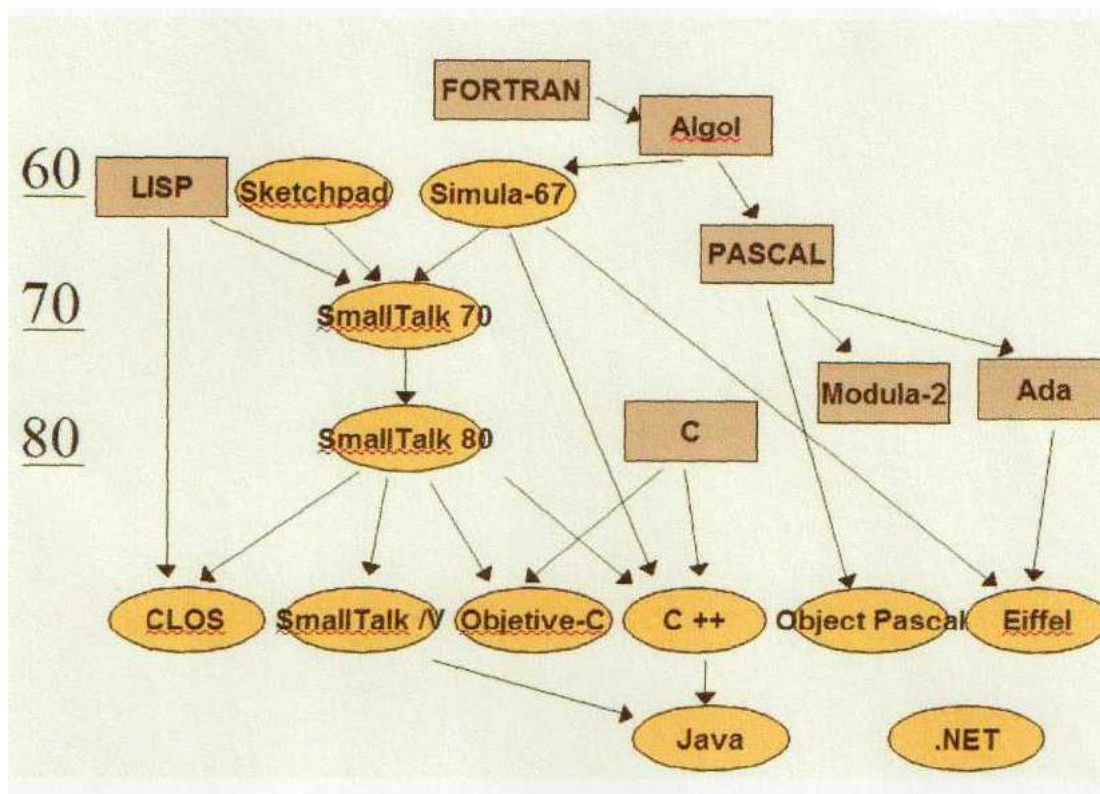 FORTRAN
Algol
60
LISP
Sketchpad
Simula-67
PASCAL
70
SmallTalk 70
Modula-2
Ada
80
SmallTalk 80
C
CLOS
SmallTalk /V
Objetive-C
C ++
Object Pascal
Eiffel
Java
.NET